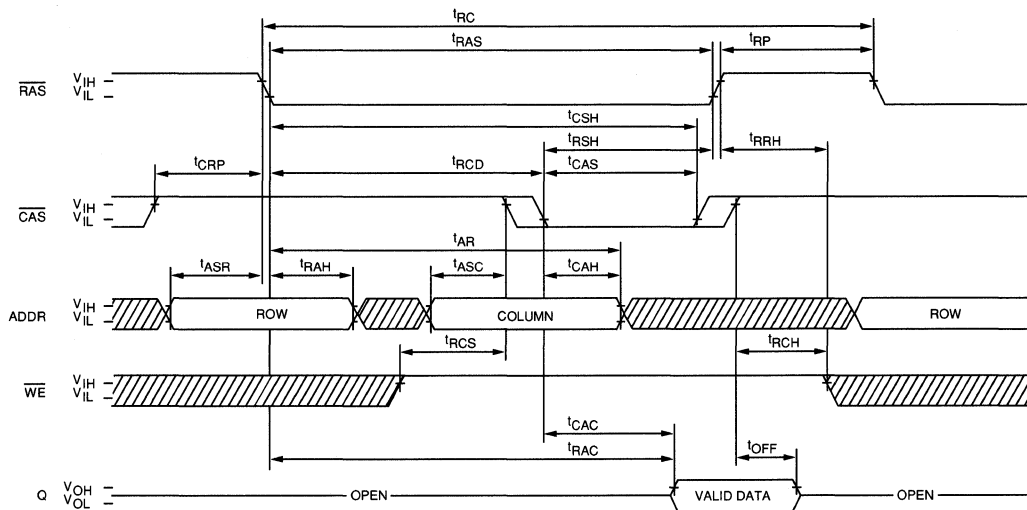 tRC
tRAS
tRP
RAS
VIH
VIL
tCSH
tRSH
tRRH
tCRP
tRCD
tCAS
CAS
VIH
VIL
tAR
tASR
tRAH
tASC
tCAH
ADDR
VIH
VIL
ROW
COLUMN
ROW
tRCS
tRCH
WE
VIH
VIL
tCAC
tRAC
tOFF
Q
VOH
VOL
OPEN
VALID DATA
OPEN